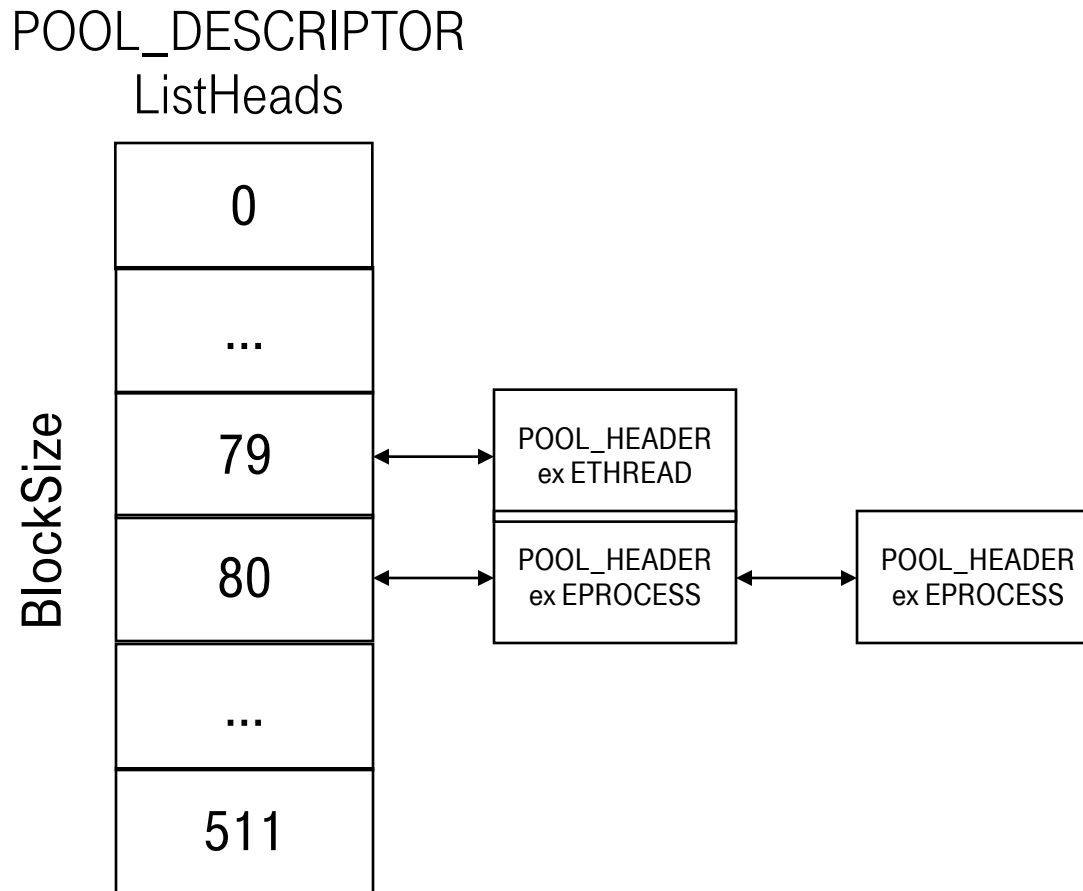 POOL_DESCRIPTOR
ListHeads
BlockSize
0
...
79
POOL_HEADER
ex ETHREAD
80
POOL_HEADER
ex EPROCESS
POOL_HEADER
ex EPROCESS
...
511